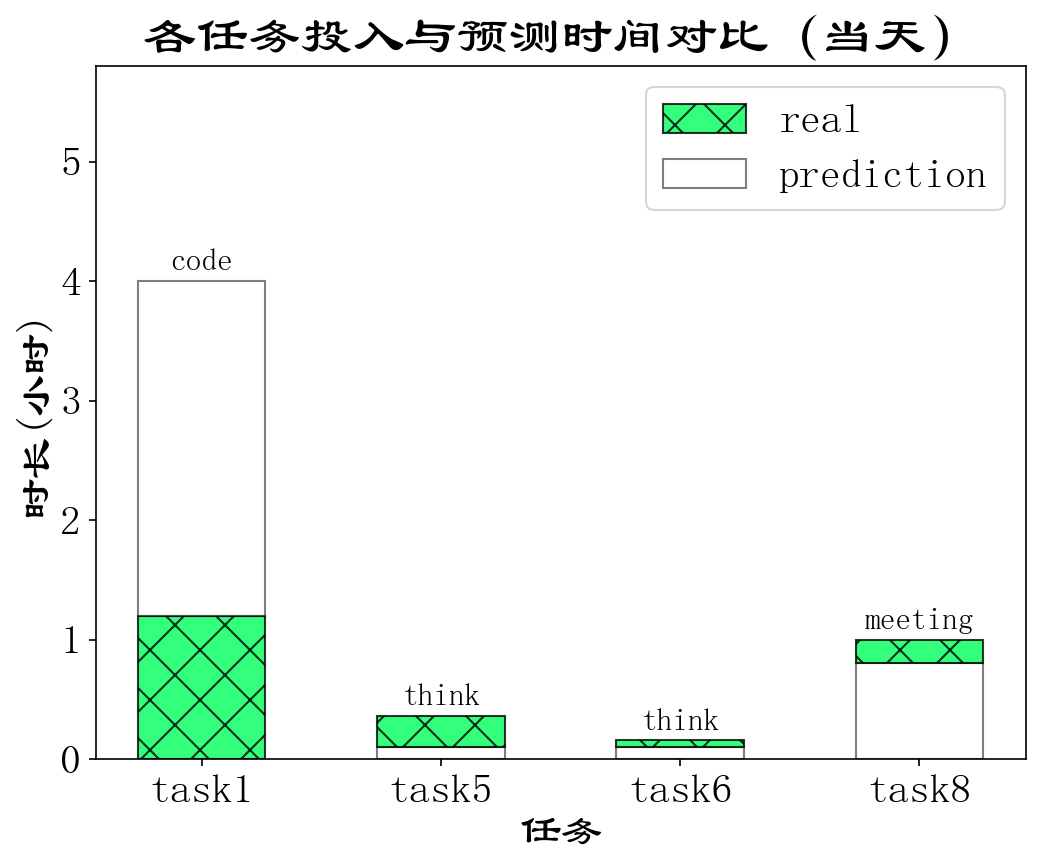 各任务投入与预测时间对比 (当天)
real
prediction
5
4
3
2
1
0
时长(小时)
code
think
think
meeting
task1
task5
task6
task8
任务